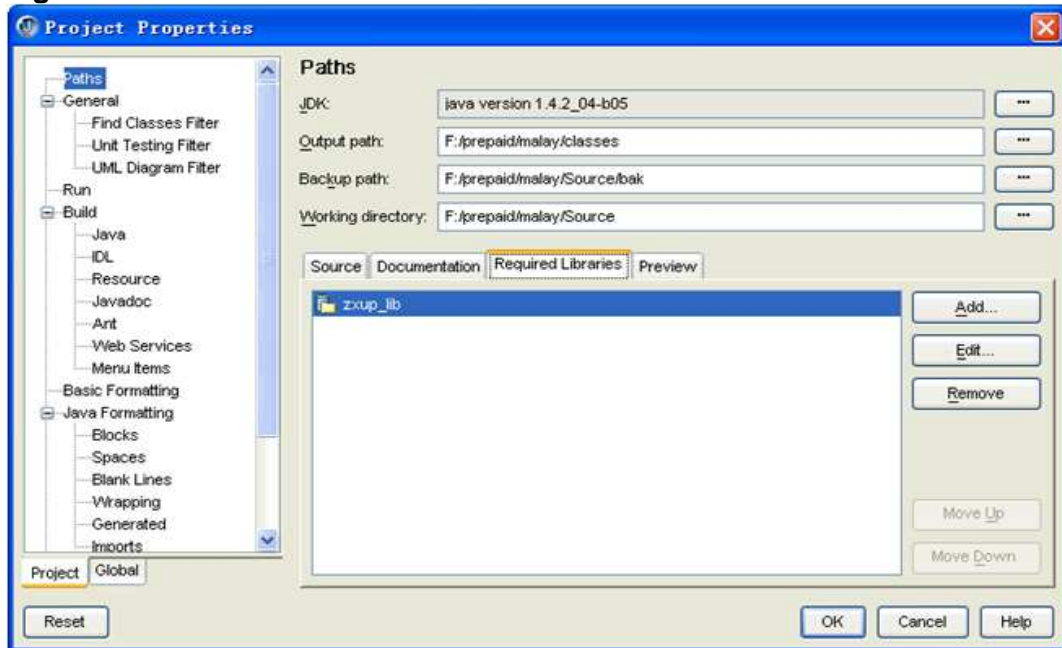 Project Properties
Paths
General
Find Classes Filter
Unit Testing Filter
UML Diagram Filter
Run
Build
Java
IDL
Resource
Javadoc
Ant
Web Services
Menu Items
Basic Formatting
Java Formatting
Blocks
Spaces
Blank Lines
Wrapping
Generated
Imports
Project Global
Paths
JDK: java version 1.4.2_04-b05 ...
Output path: F:/prepaid/malay/classes ...
Backup path: F:/prepaid/malay/Source/bak ...
Working directory: F:/prepaid/malay/Source ...
Source Documentation Required Libraries Preview
zxup_lib
Add...
Edit...
Remove
Move Up
Move Down
Reset OK Cancel Help